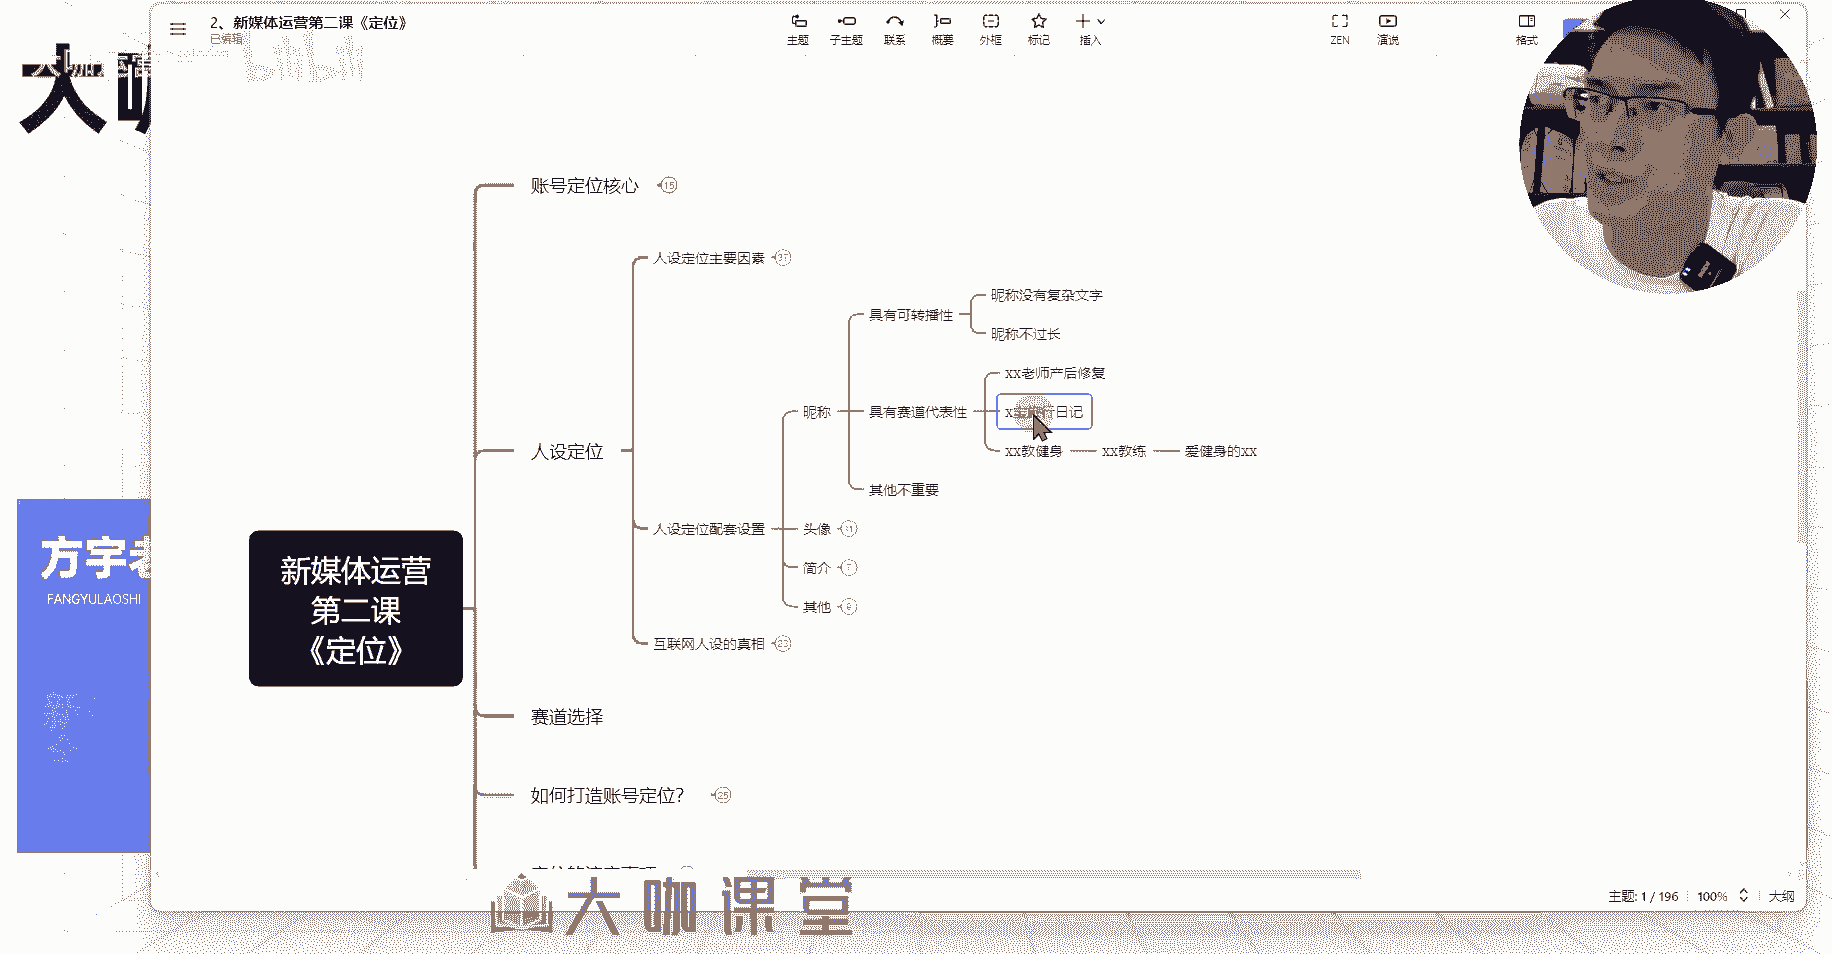 2、新媒体运营第二课《定位》
已编辑
主题
子主题
联系
概要
外框
标记
插入
ZEN
演说
格式
bilibili
大咖
账号定位核心 15
人设定位主要因素
昵称没有复杂文字
具有可转播性
昵称不过长
xx老师产后修复
昵称
具有赛道代表性
日记
人设定位
xx教健身
xx教练
爱健身的xx
其他不重要
人设定位配套设置
头像
简介
其他
互联网人设的真相
新媒体运营
第二课
《定位》
方宇老
FANGYULAOSHI
赛道选择
如何打造账号定位？ 25
大咖课堂
主题: 1 / 196
100%
大纲